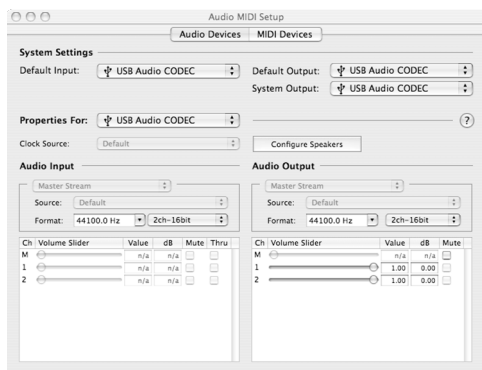 Audio MIDI Setup
Audio Devices MIDI Devices
System Settings
Default Input: USB Audio CODEC Default Output: USB Audio CODEC
System Output: USB Audio CODEC
Properties For: USB Audio CODEC ?
Clock Source: Default Configure Speakers
Audio Input Audio Output
Master Stream Master Stream
Source: Default Source: Default
Format: 44100.0 Hz 2ch-16bit Format: 44100.0 Hz 2ch-16bit
Ch Volume Slider Value dB Mute Thru Ch Volume Slider Value dB Mute
M n/a n/a M n/a n/a
1 n/a n/a 1 1.00 0.00
2 n/a n/a 2 1.00 0.00